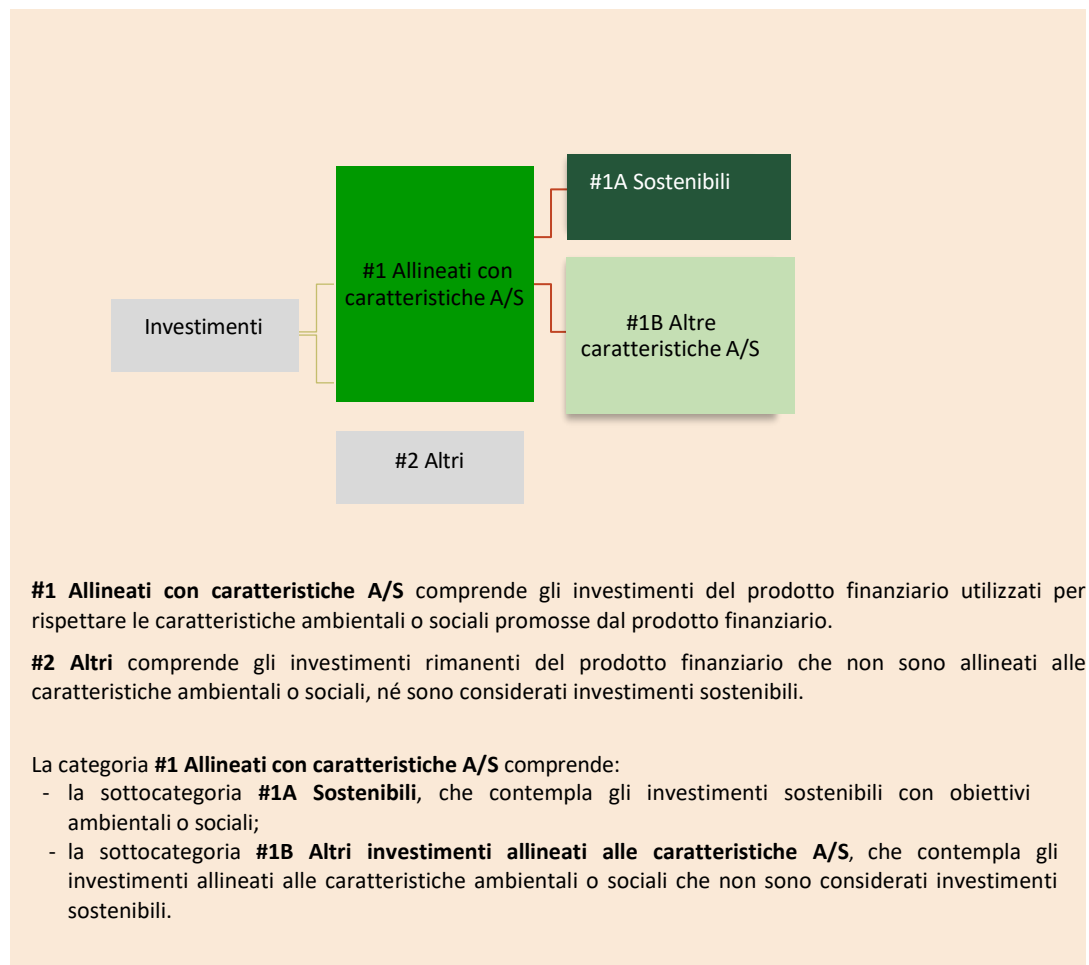 #1A Sostenibili
#1 Allineati con
caratteristiche A/S
Investimenti
#1B Altre
caratteristiche A/S
#2 Altri
#1 Allineati con caratteristiche A/S comprende gli investimenti del prodotto finanziario utilizzati per
rispettare le caratteristiche ambientali o sociali promosse dal prodotto finanziario.
#2 Altri comprende gli investimenti rimanenti del prodotto finanziario che non sono allineati alle
caratteristiche ambientali o sociali, né sono considerati investimenti sostenibili.
La categoria #1 Allineati con caratteristiche A/S comprende:
- la sottocategoria #1A Sostenibili, che contempla gli investimenti sostenibili con obiettivi
ambientali o sociali;
- la sottocategoria #1B Altri investimenti allineati alle caratteristiche A/S, che contempla gli
investimenti allineati alle caratteristiche ambientali o sociali che non sono considerati investimenti
sostenibili.